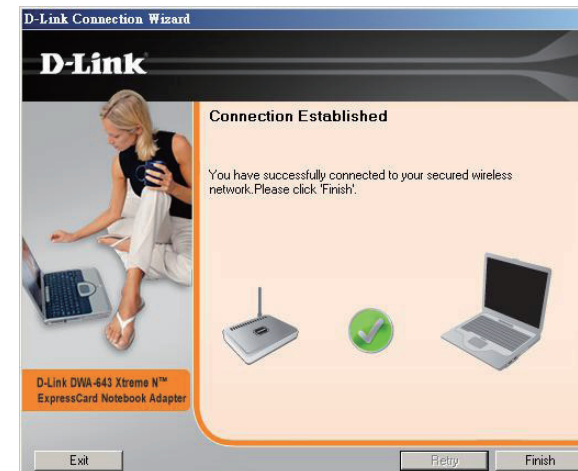 D-Link Connection Wizard
D-Link
Connection Established
You have successfully connected to your secured wireless
network.Please click 'Finish'.
D-Link DWA-643 Xtreme N™
ExpressCard Notebook Adapter
Exit
Retry
Finish